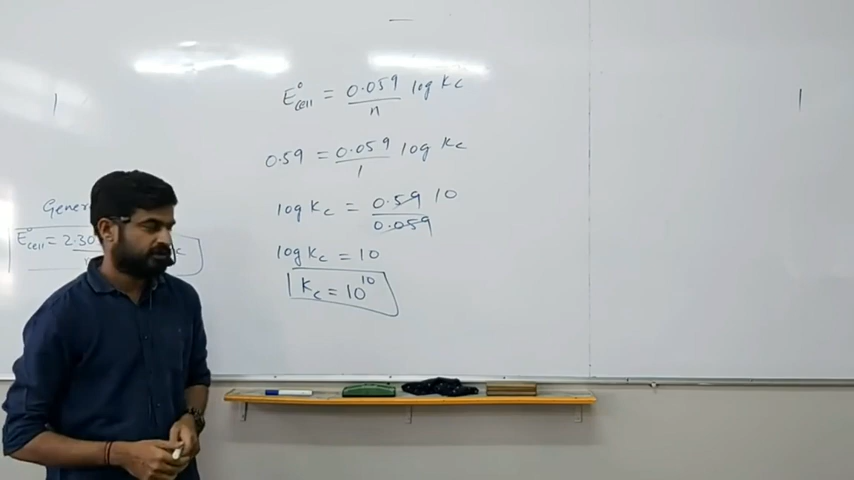 E°cell = 0.059/n log Kc
0.59 = 0.059/1 log Kc
log Kc = 0.59/0.059 10
log Kc = 10
Kc = 10^10
E°cell = 2.30